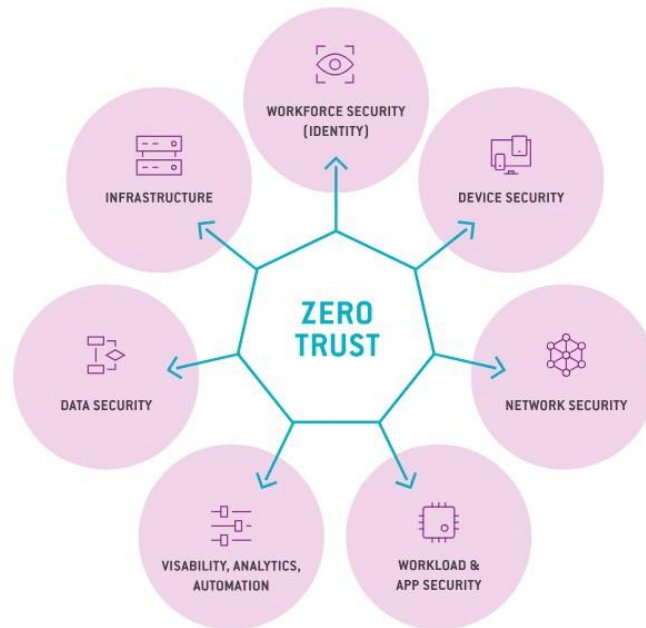 WORKFORCE SECURITY
(IDENTITY)
INFRASTRUCTURE
DEVICE SECURITY
ZERO
TRUST
DATA SECURITY
NETWORK SECURITY
VISABILITY, ANALYTICS,
AUTOMATION
WORKLOAD &
APP SECURITY